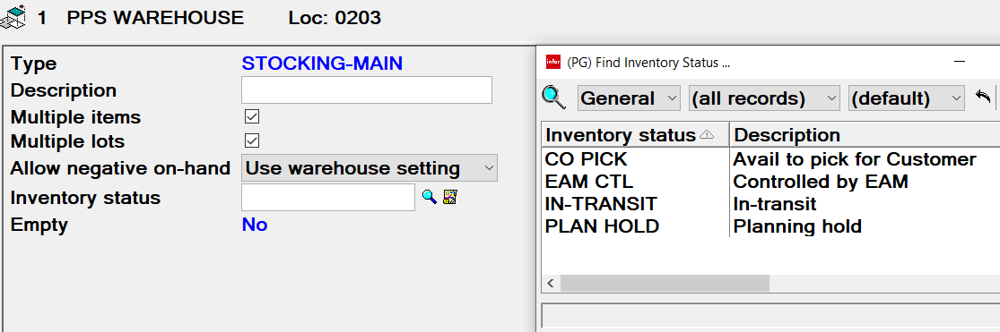 1 PPS WAREHOUSE Loc: 0203
Type STOCKING-MAIN
Description
Multiple items
Multiple lots
Allow negative on-hand Use warehouse setting
Inventory status
Empty No
infor (PG) Find Inventory Status ...
General (all records) (default)
Inventory status 1 Description
CO PICK Avail to pick for Customer
EAM CTL Controlled by EAM
IN-TRANSIT In-transit
PLAN HOLD Planning hold